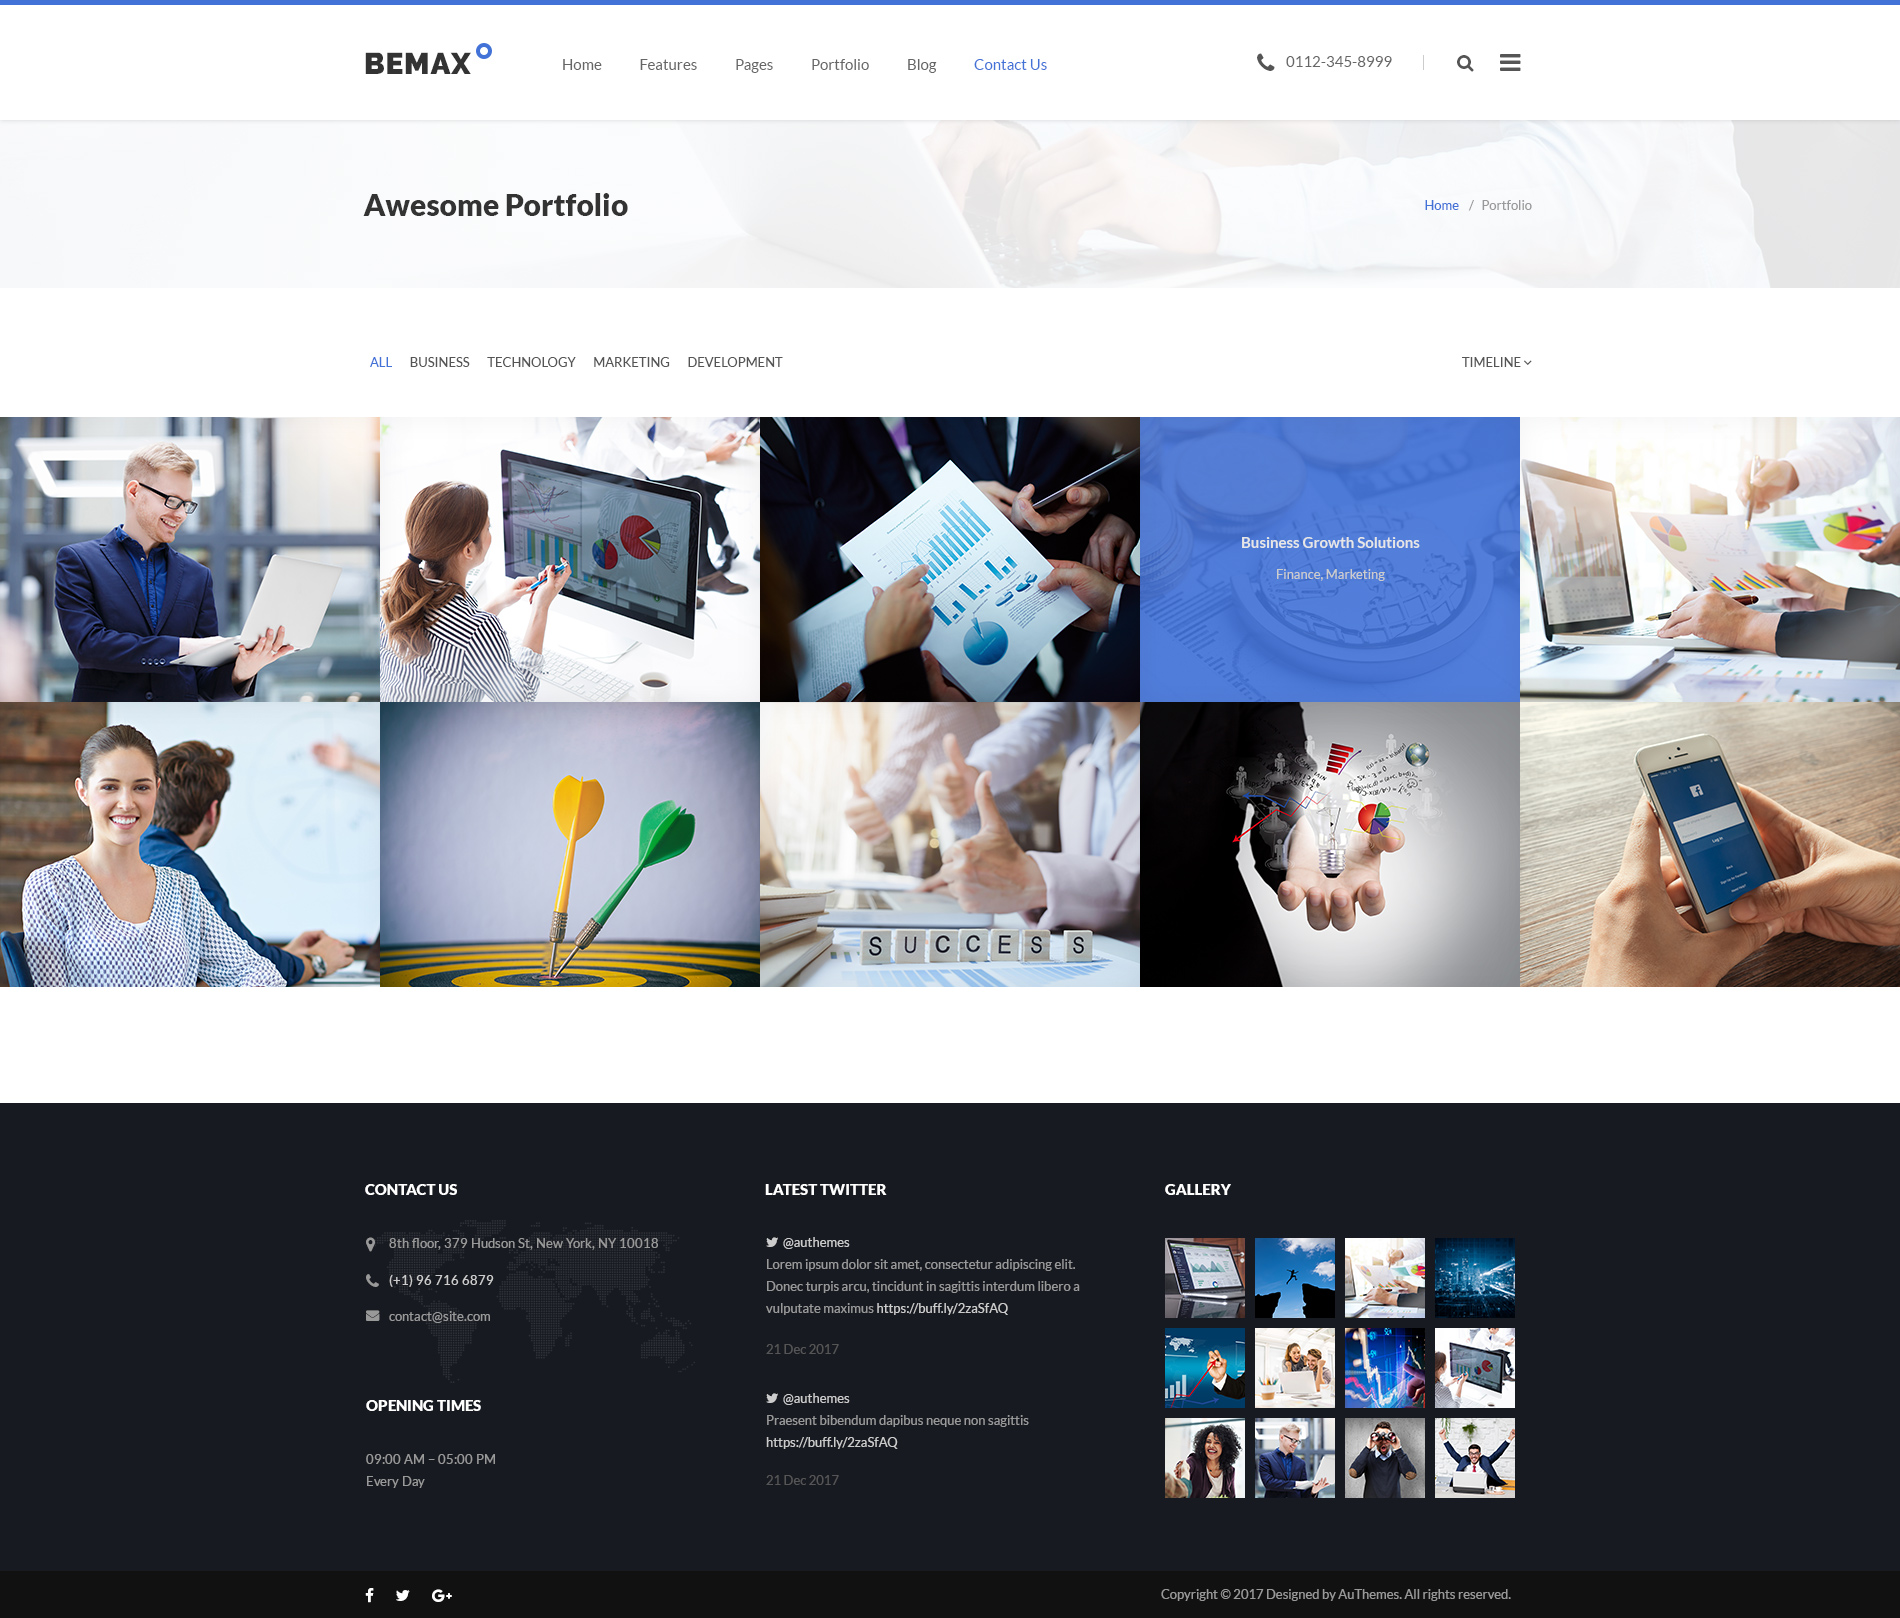 BEMAX
Home Features Pages Portfolio Blog Contact Us
0112-345-8999
Awesome Portfolio
Home / Portfolio
ALL BUSINESS TECHNOLOGY MARKETING DEVELOPMENT
TIMELINE
Business Growth Solutions
Finance, Marketing
SUCCESS
Log In
CONTACT US
8th floor, 379 Hudson St, New York, NY 10018
(+1) 96 716 6879
contact@site.com
OPENING TIMES
09:00 AM – 05:00 PM
Every Day
LATEST TWITTER
@authemes
Lorem ipsum dolor sit amet, consectetur adipiscing elit.
Donec turpis arcu, tincidunt in sagittis interdum libero a
vulputate maximus https://buff.ly/2zaSfAQ
21 Dec 2017
@authemes
Praesent bibendum dapibus neque non sagittis
https://buff.ly/2zaSfAQ
21 Dec 2017
GALLERY
Copyright © 2017 Designed by AuThemes. All rights reserved.